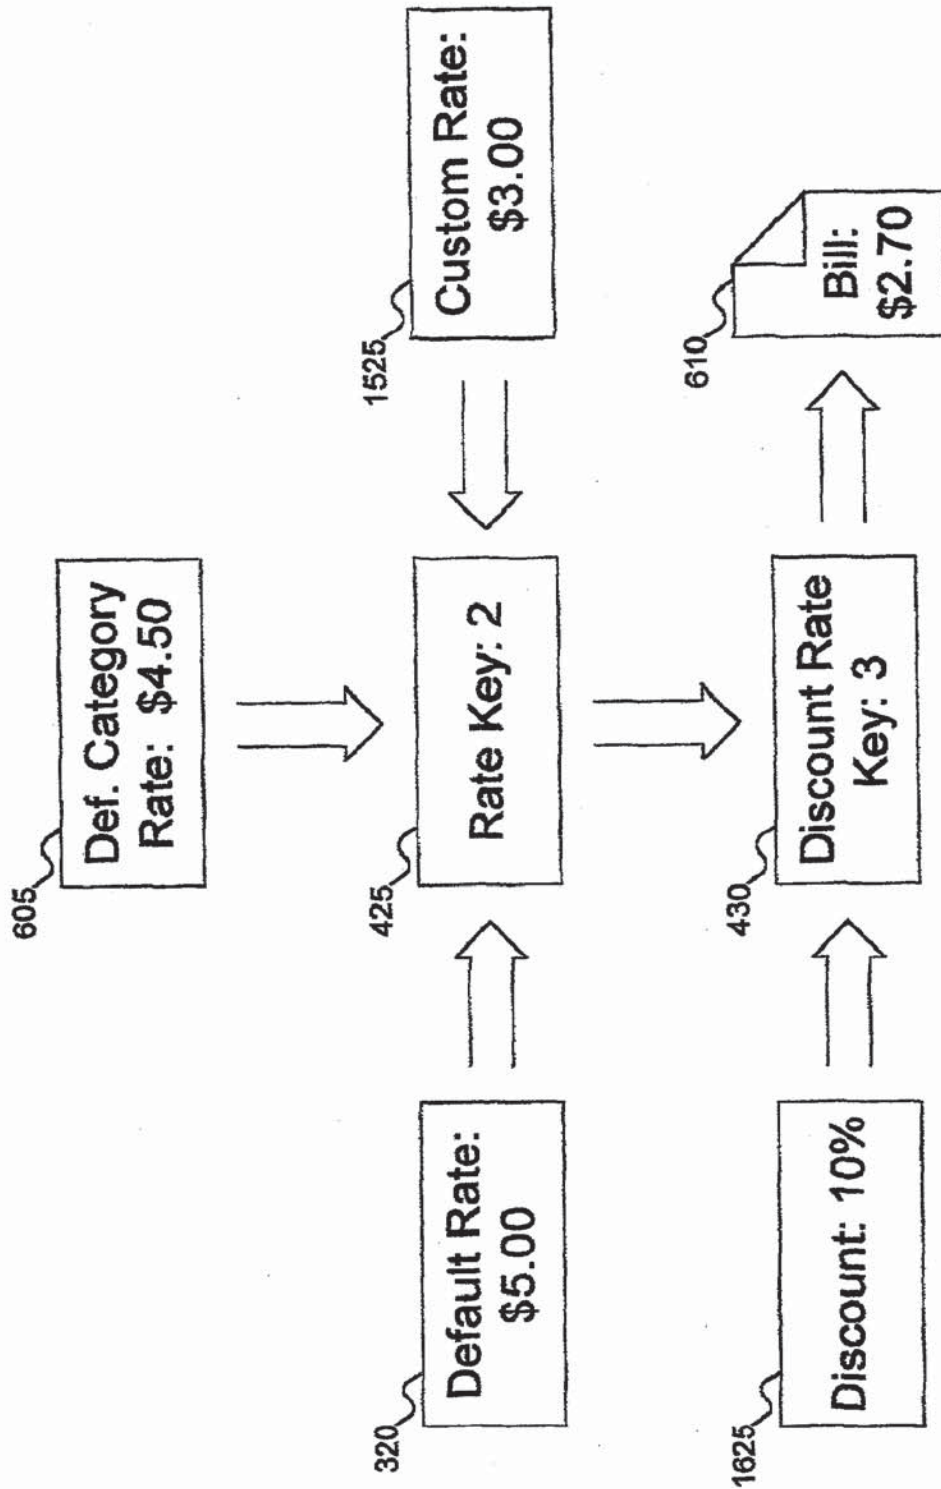 605
Def. Category
Rate: $4.50
320
Default Rate:
$5.00
425
Rate Key: 2
1525
Custom Rate:
$3.00
1625
Discount: 10%
430
Discount Rate
Key: 3
610
Bill:
$2.70